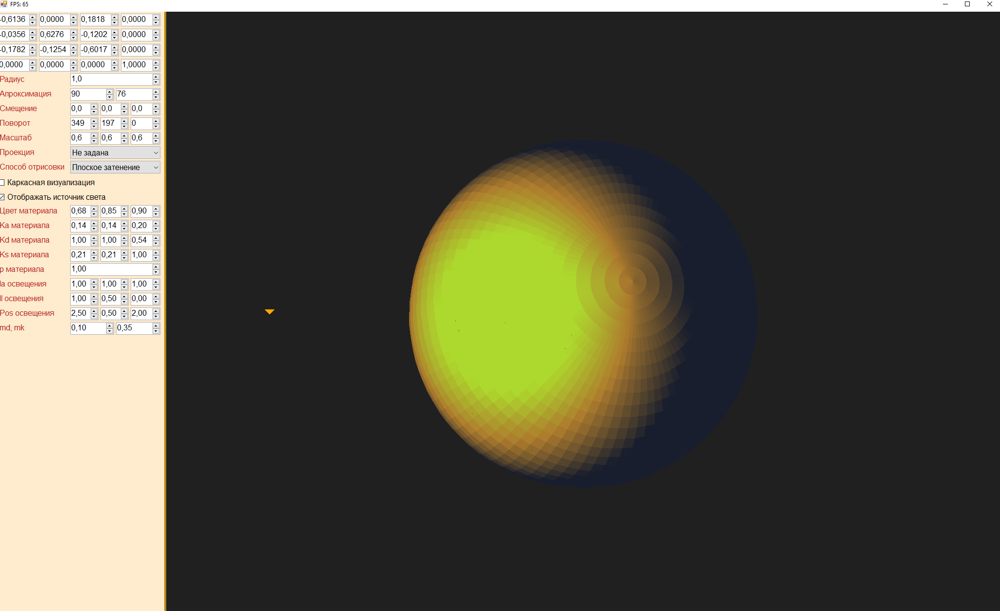 FPS: 65
-0,6136 0,0000 0,1818 0,0000
-0,0356 0,6276 -0,1202 0,0000
-0,1782 -0,1254 -0,6017 0,0000
0,0000 0,0000 0,0000 1,0000
Радиус 1,0
Апроксимация 90 76
Смещение 0,0 0,0 0,0
Поворот 349 197 0
Масштаб 0,6 0,6 0,6
Проекция Не задана
Способ отрисовки Плоское затенение
Каркасная визуализация
Отображать источник света
Цвет материала 0,68 0,85 0,90
Ka материала 0,14 0,14 0,20
Kd материала 1,00 1,00 0,54
Ks материала 0,21 0,21 1,00
p материала 1,00
Ia освещения 1,00 1,00 1,00
Il освещения 1,00 0,50 0,00
Pos освещения 2,50 0,50 2,00
md, mk 0,10 0,35